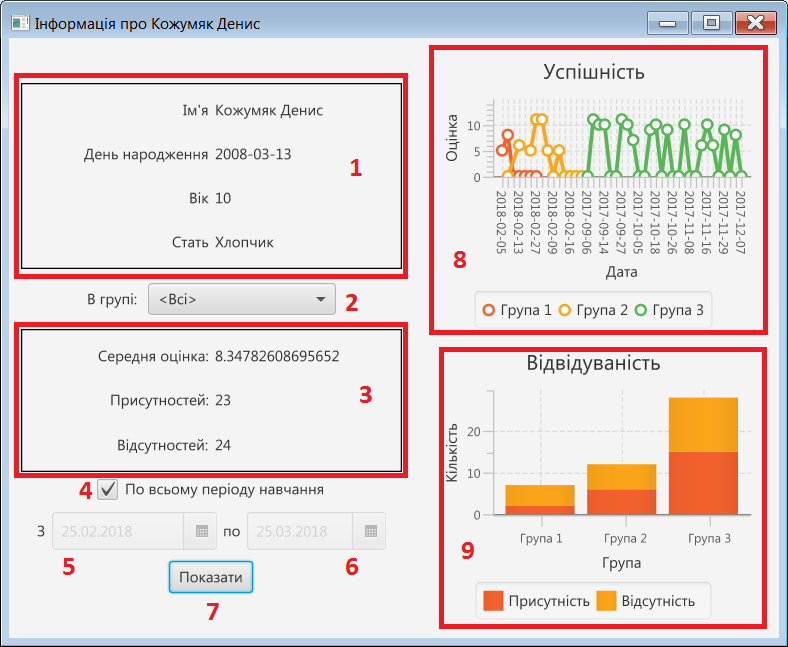 Інформація про Кожумяк Денис
Ім'я Кожумяк Денис
День народження 2008-03-13
Вік 10
Стать Хлопчик
1
В групі: <Всі>
2
Середня оцінка: 8.34782608695652
Присутностей: 23
Відсутностей: 24
3
4 По всьому періоду навчання
З 25.02.2018 по 25.03.2018
5
6
Показати
7
Успішність
Оцінка
10
5
0
2018-02-05
2018-02-13
2018-02-27
2018-02-09
2018-02-16
2017-09-06
2017-09-14
2017-09-27
2017-10-05
2017-10-18
2017-10-26
2017-11-08
2017-11-16
2017-11-29
2017-12-07
Дата
8
Група 1 Група 2 Група 3
Відвідуваність
Кількість
20
10
0
Група 1 Група 2 Група 3
Група
9
Присутність Відсутність